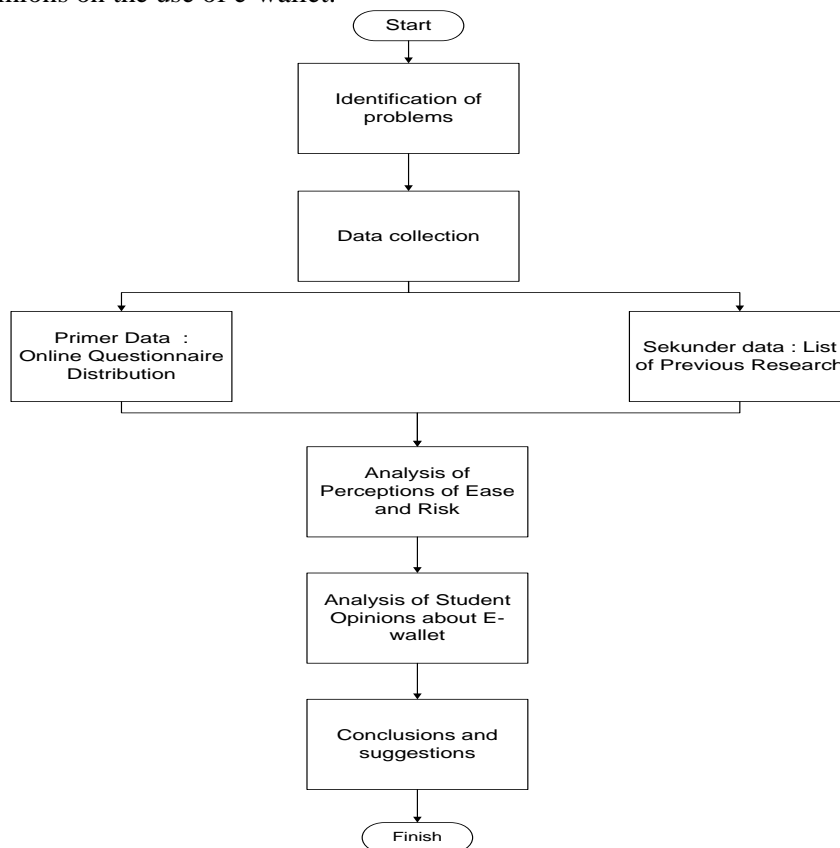 on the use of e-wallet.
Start
Identification of
problems
Data collection
Primer Data :
Online Questionnaire
Distribution
Sekunder data : List
of Previous Research
Analysis of
Perceptions of Ease
and Risk
Analysis of Student
Opinions about E-
wallet
Conclusions and
suggestions
Finish